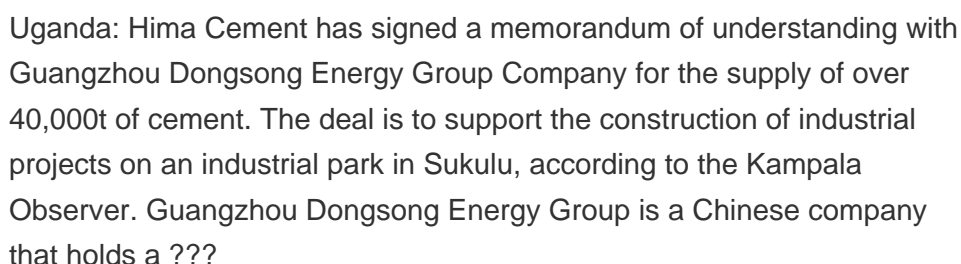 Uganda: Hima Cement has signed a memorandum of understanding with
Guangzhou Dongsong Energy Group Company for the supply of over
40,000t of cement. The deal is to support the construction of industrial
projects on an industrial park in Sukulu, according to the Kampala
Observer. Guangzhou Dongsong Energy Group is a Chinese company
that holds a ???